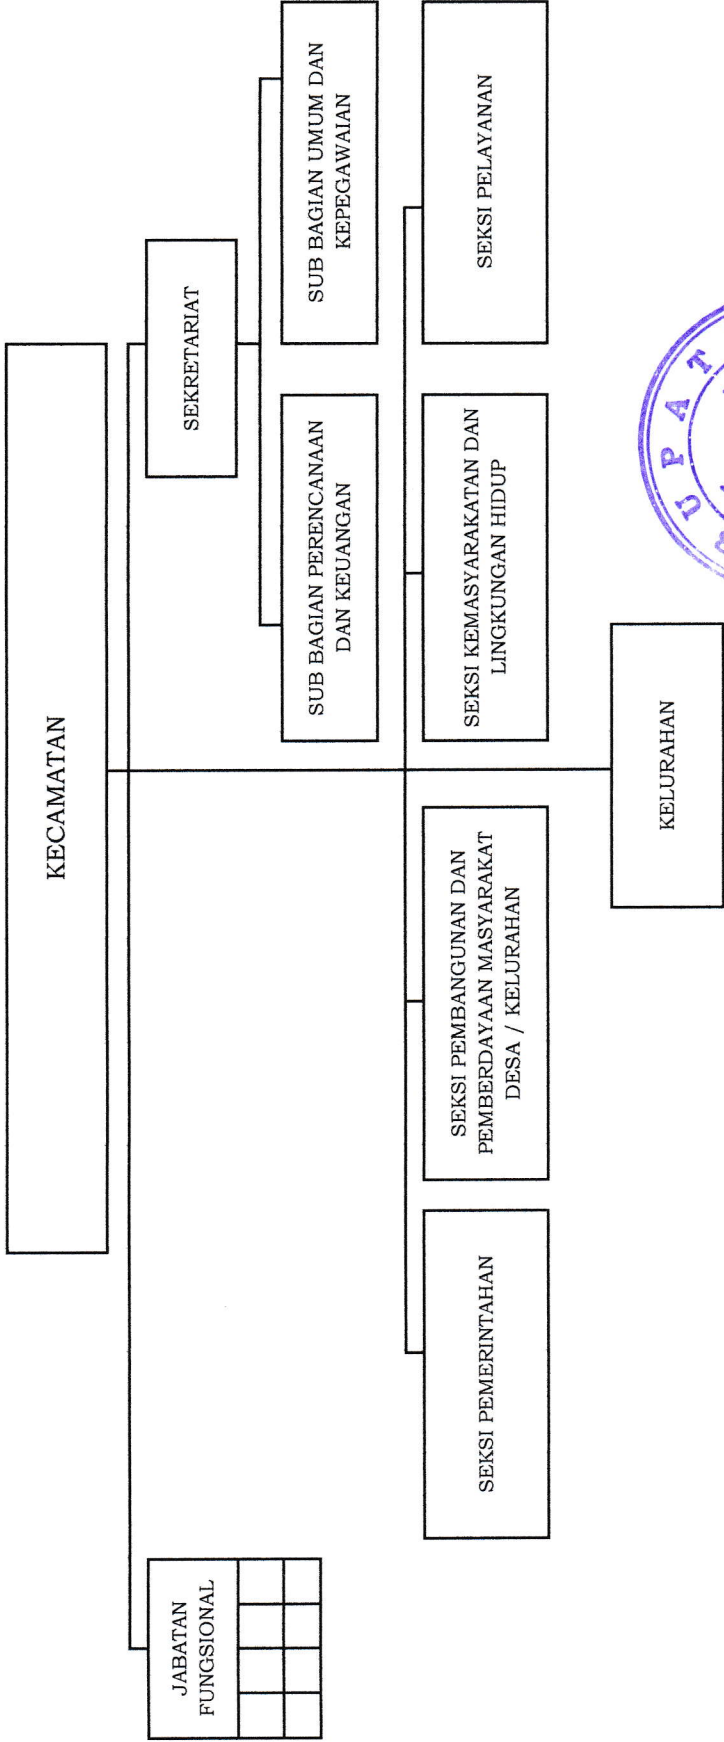 KECAMATAN
JABATAN
FUNGSIONAL
SEKRETARIAT
SUB BAGIAN PERENCANAAN
DAN KEUANGAN
SUB BAGIAN UMUM DAN
KEPEGAWAIAN
SEKSI PEMERINTAHAN
SEKSI PEMBANGUNAN DAN
PEMBERDAYAAN MASYARAKAT
DESA / KELURAHAN
SEKSI KEMASYARAKATAN DAN
LINGKUNGAN HIDUP
SEKSI PELAYANAN
KELURAHAN
BUPAT